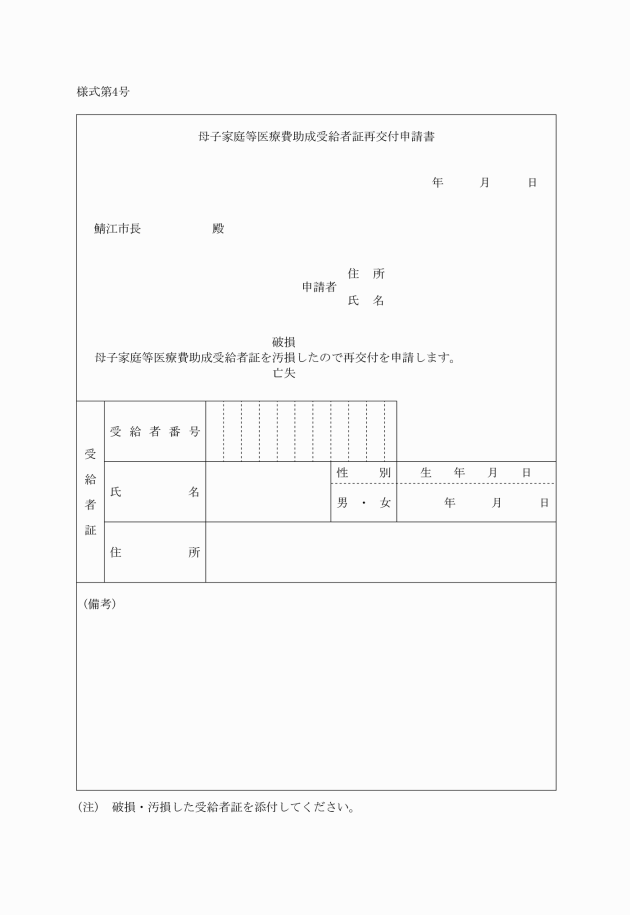 様式第4号
母子家庭等医療費助成受給者証再交付申請書
年　　　月　　　日
鯖江市長　　　　　　殿
住　所
申請者
氏　名
破損
母子家庭等医療費助成受給者証を汚損したので再交付を申請します。
亡失
受給者証
受給者番号
氏　　　　　名
性　　別
生　年　月　日
男・女
年　　　月　　　日
住　　　　　所
（備考）
（注）　破損・汚損した受給者証を添付してください。